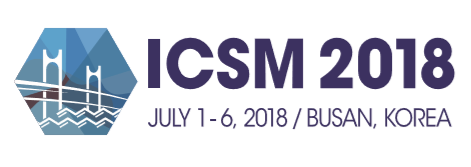 ICSM 2018
JULY 1-6, 2018 / BUSAN, KOREA